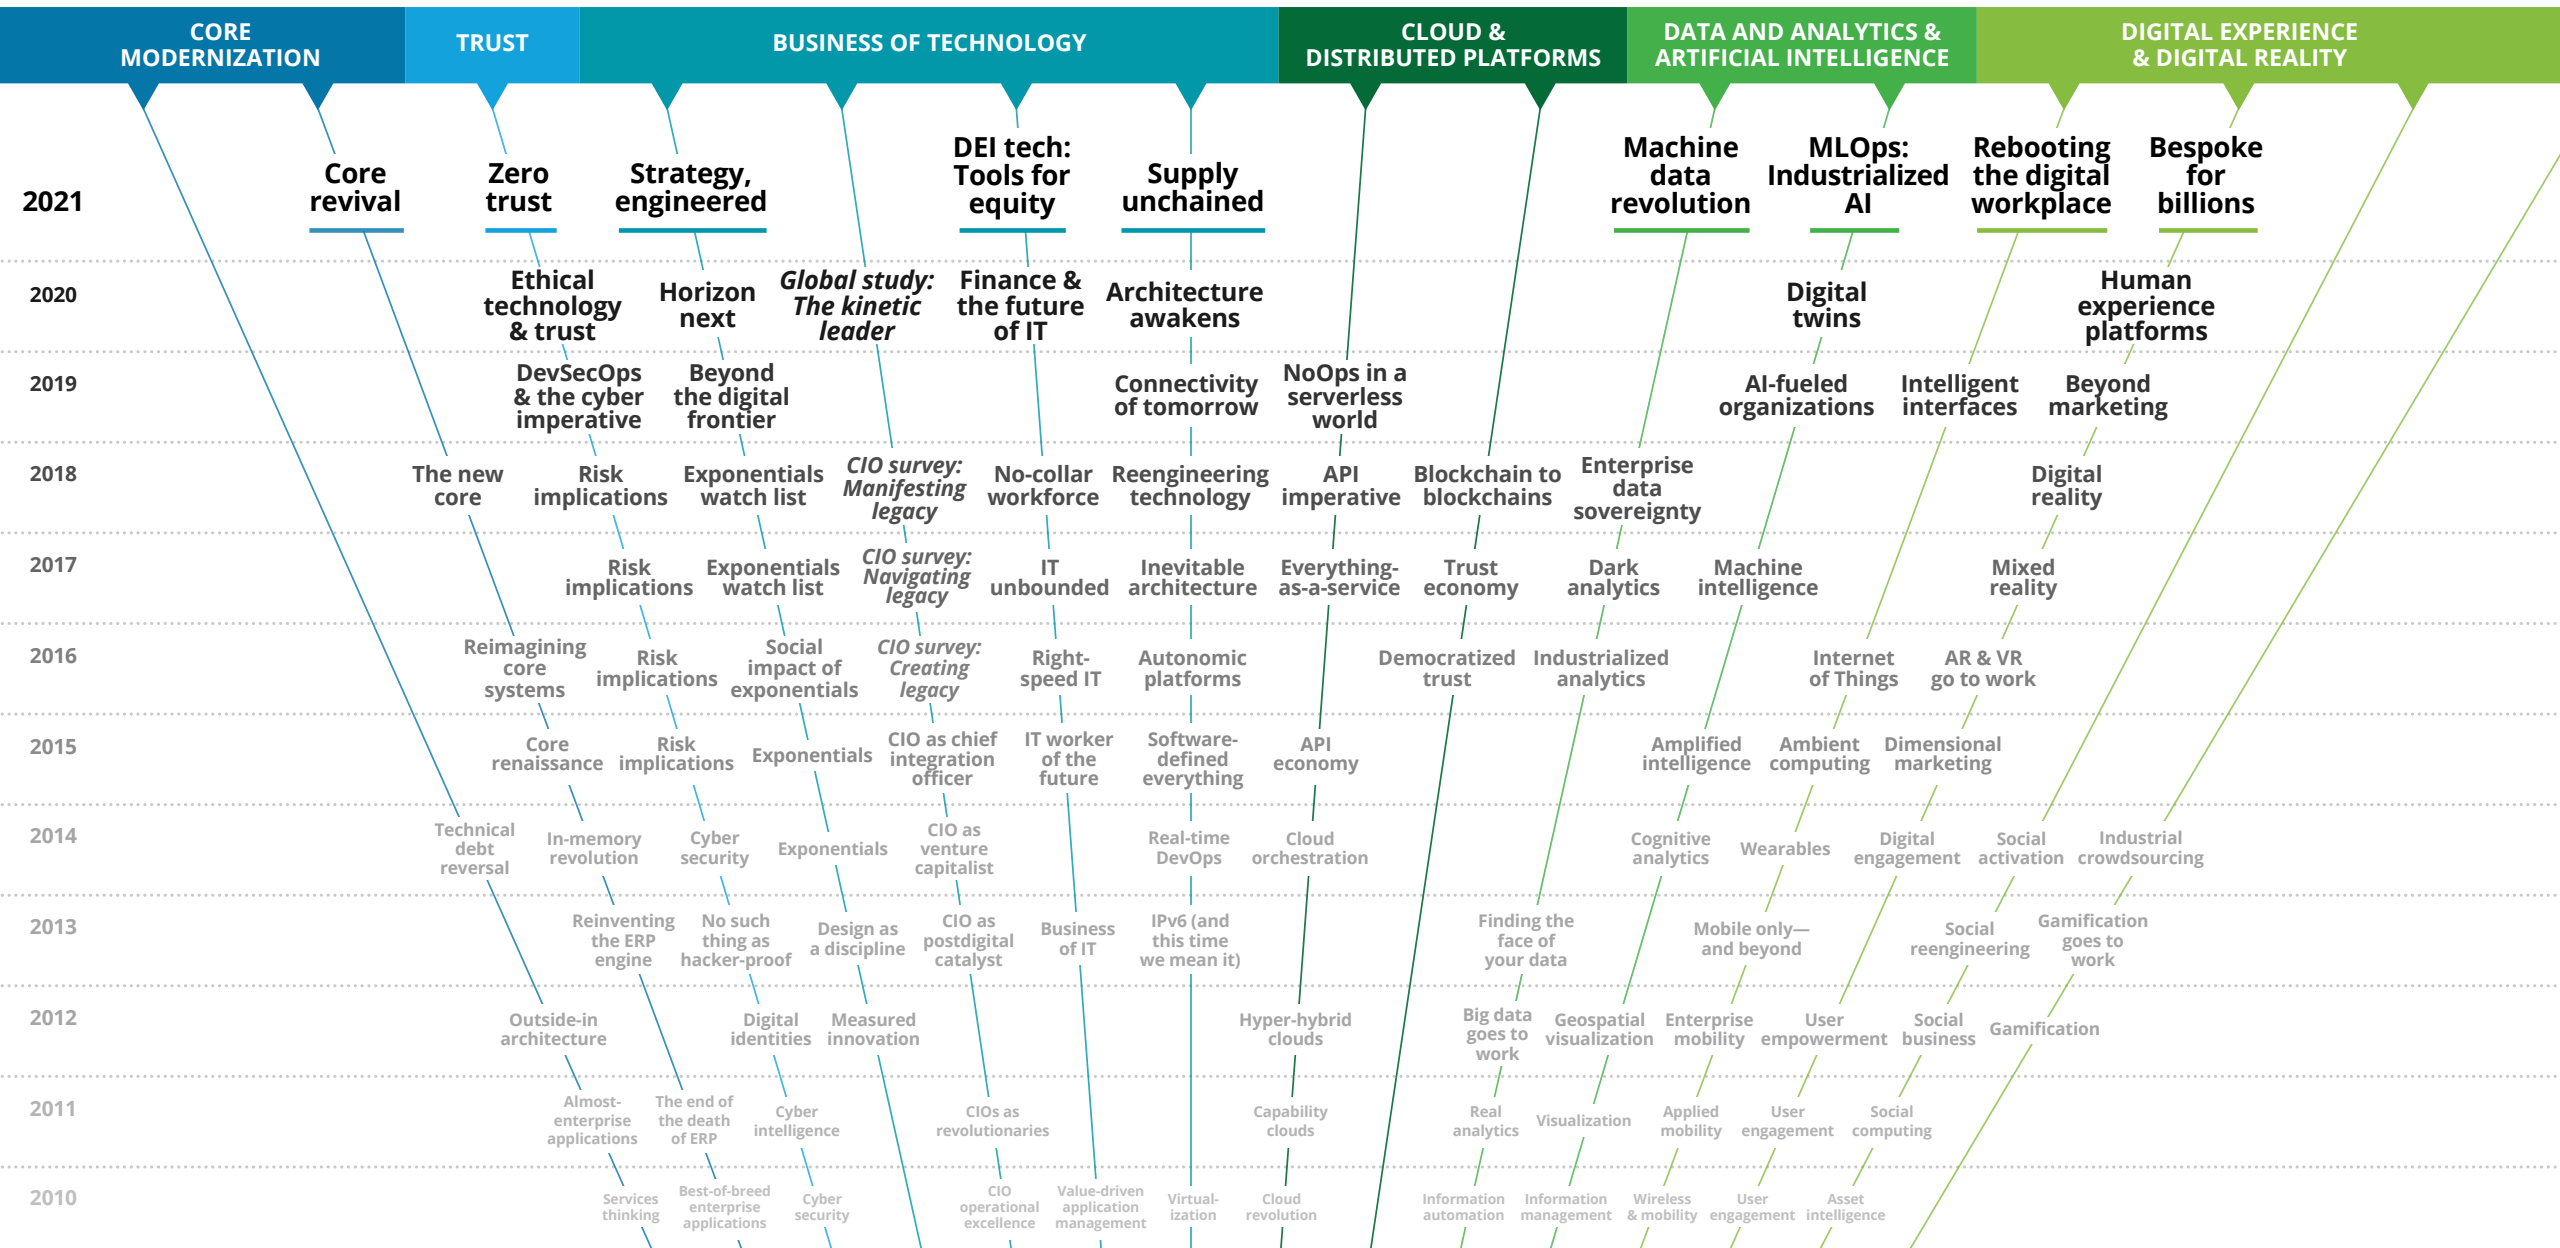 CORE
MODERNIZATION
TRUST
BUSINESS OF TECHNOLOGY
CLOUD &
DISTRIBUTED PLATFORMS
DATA AND ANALYTICS &
ARTIFICIAL INTELLIGENCE
DIGITAL EXPERIENCE
& DIGITAL REALITY
2021
Core
revival
Zero
trust
Strategy,
engineered
DEI tech:
Tools for
equity
Supply
unchained
Machine
data
revolution
MLOps:
Industrialized
AI
Rebooting
the digital
workplace
Bespoke
for
billions
2020
Ethical
technology
& trust
Horizon
next
Global study:
The kinetic
leader
Finance &
the future
of IT
Architecture
awakens
Digital
twins
Human
experience
platforms
2019
DevSecOps
& the cyber
imperative
Beyond
the digital
frontier
Connectivity
of tomorrow
NoOps in a
serverless
world
AI-fueled
organizations
Intelligent
interfaces
Beyond
marketing
2018
The new
core
Risk
implications
Exponentials
watch list
CIO survey:
Manifesting
legacy
No-collar
workforce
Reengineering
technology
API
imperative
Blockchain to
blockchains
Enterprise
data
sovereignty
Digital
reality
2017
Risk
implications
Exponentials
watch list
CIO survey:
Navigating
legacy
IT
unbounded
Inevitable
architecture
Everything-
as-a-service
Trust
economy
Dark
analytics
Machine
intelligence
Mixed
reality
2016
Reimagining
core
systems
Risk
implications
Social
impact of
exponentials
CIO survey:
Creating
legacy
Right-
speed IT
Autonomic
platforms
Democratized
trust
Industrialized
analytics
Internet
of Things
AR & VR
go to work
2015
Core
renaissance
Risk
implications
Exponentials
CIO as chief
integration
officer
IT worker
of the
future
Software-
defined
everything
API
economy
Amplified
intelligence
Ambient
computing
Dimensional
marketing
2014
Technical
debt
reversal
In-memory
revolution
Cyber
security
Exponentials
CIO as
venture
capitalist
Real-time
DevOps
Cloud
orchestration
Cognitive
analytics
Wearables
Digital
engagement
Social
activation
Industrial
crowdsourcing
2013
Reinventing
the ERP
engine
No such
thing as
hacker-proof
Design as
a discipline
CIO as
postdigital
catalyst
Business
of IT
IPv6 (and
this time
we mean it)
Finding the
face of
your data
Mobile only—
and beyond
Social
reengineering
Gamification
goes to
work
2012
Outside-in
architecture
Digital
identities
Measured
innovation
Hyper-hybrid
clouds
Big data
goes to
work
Geospatial
visualization
Enterprise
mobility
User
empowerment
Social
business
Gamification
2011
Almost-
enterprise
applications
The end of
the death
of ERP
Cyber
intelligence
CIOs as
revolutionaries
Capability
clouds
Real
analytics
Visualization
Applied
mobility
User
engagement
Social
computing
2010
Services
thinking
Best-of-breed
enterprise
applications
Cyber
security
CIO
operational
excellence
Value-driven
application
management
Virtual-
ization
Cloud
revolution
Information
automation
Information
management
Wireless
& mobility
User
engagement
Asset
intelligence